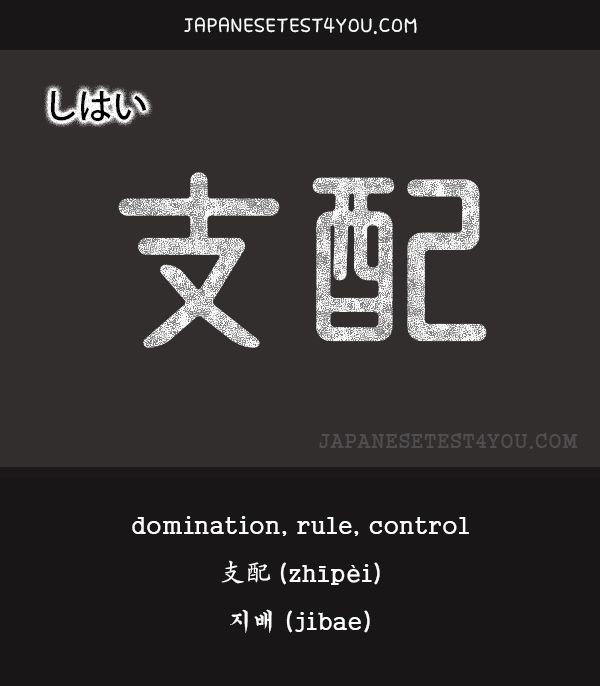 JAPANESETEST4YOU.COM
しはい
支配
JAPANESETEST4YOU.COM
domination, rule, control
支配 (zhīpèi)
지배 (jibae)